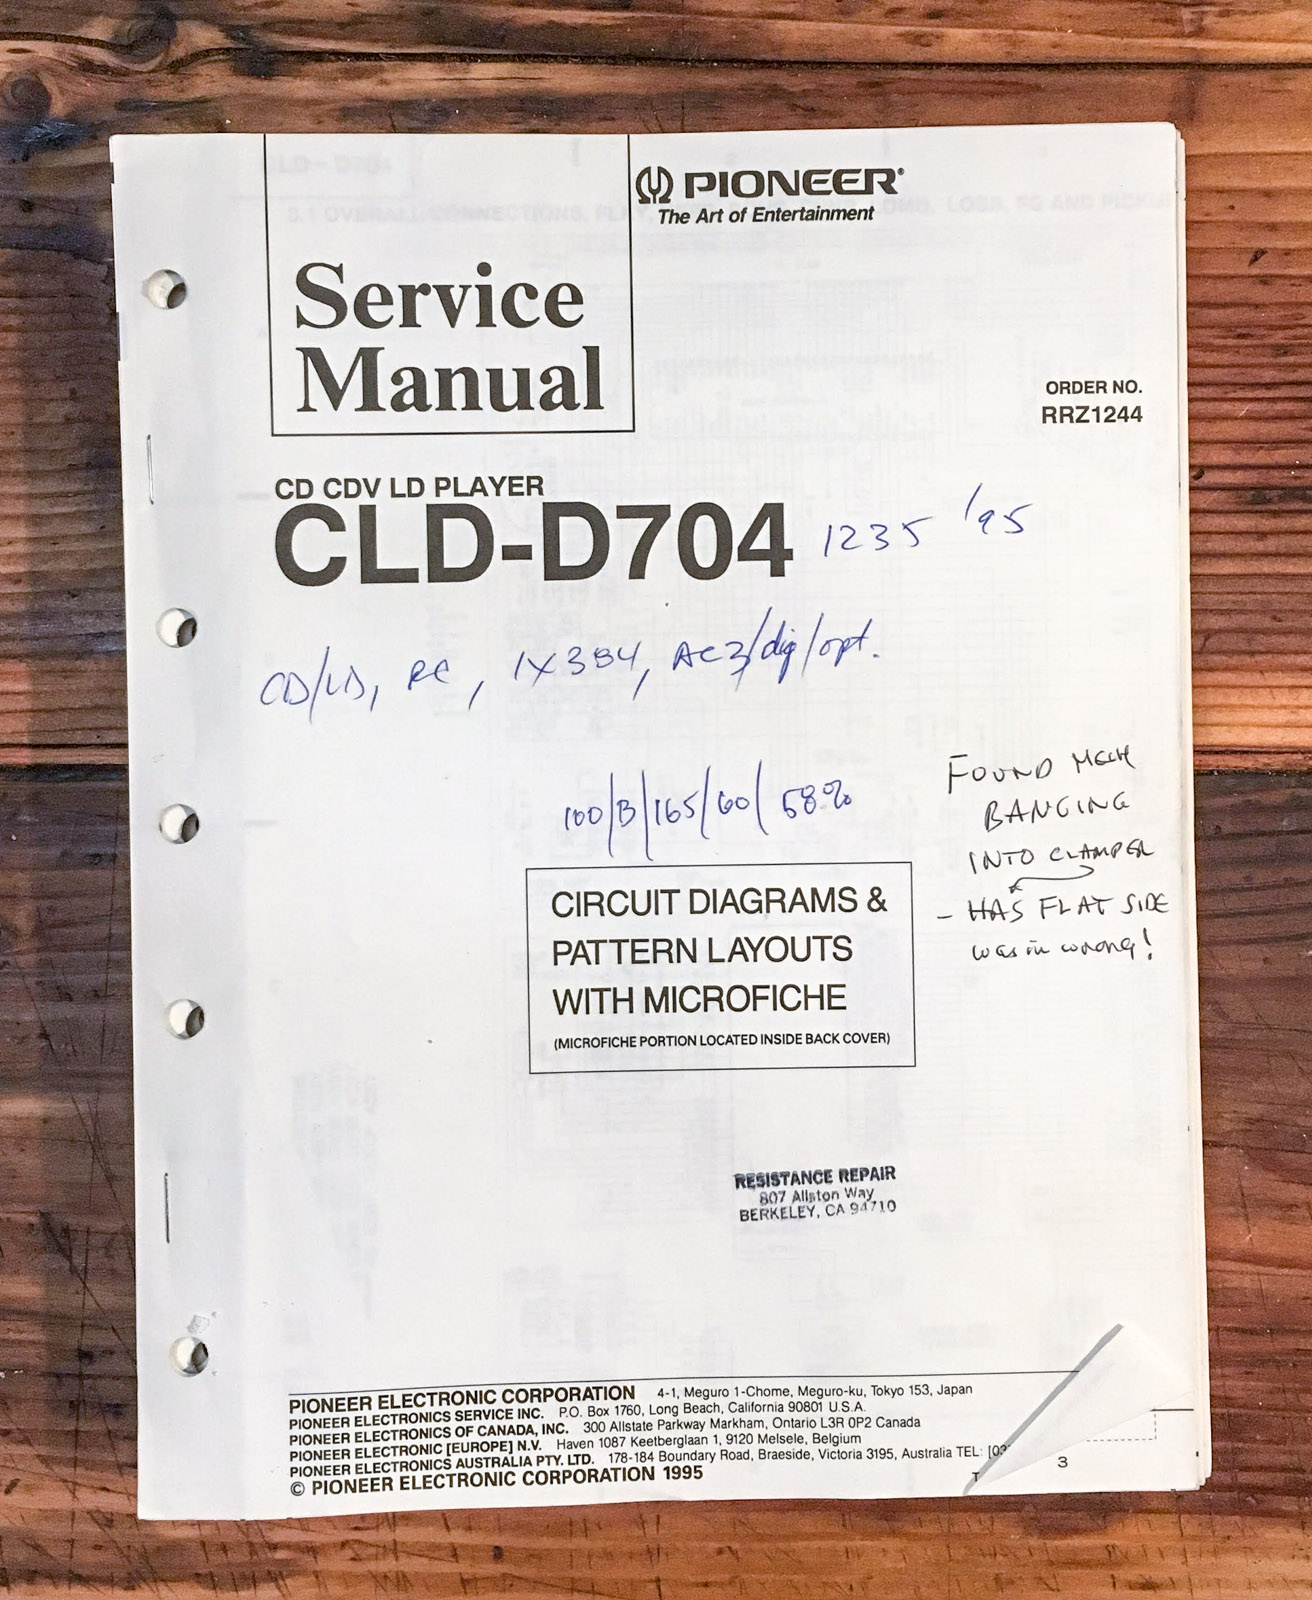 PIONEER®
The Art of Entertainment
Service
Manual
ORDER NO.
RRZ1244
CD CDV LD PLAYER
CLD-D704 1235 '95
CD/LD, RC, 1X384, AC3/dig/opt.
100/B/165/60/58%
FOUND MECH
BANGING
INTO CLAMPER
- HAS FLAT SIDE
was in wrong!
CIRCUIT DIAGRAMS &
PATTERN LAYOUTS
WITH MICROFICHE
(MICROFICHE PORTION LOCATED INSIDE BACK COVER)
RESISTANCE REPAIR
807 Allston Way
BERKELEY, CA 94710
PIONEER ELECTRONIC CORPORATION 4-1, Meguro 1-Chome, Meguro-ku, Tokyo 153, Japan
PIONEER ELECTRONICS SERVICE INC. P.O. Box 1760, Long Beach, California 90801 U.S.A.
PIONEER ELECTRONICS OF CANADA, INC. 300 Allstate Parkway Markham, Ontario L3R 0P2 Canada
PIONEER ELECTRONIC [EUROPE] N.V. Haven 1087 Keetberglaan 1, 9120 Melsele, Belgium
PIONEER ELECTRONICS AUSTRALIA PTY. LTD. 178-184 Boundary Road, Braeside, Victoria 3195, Australia TEL: [03
© PIONEER ELECTRONIC CORPORATION 1995
3